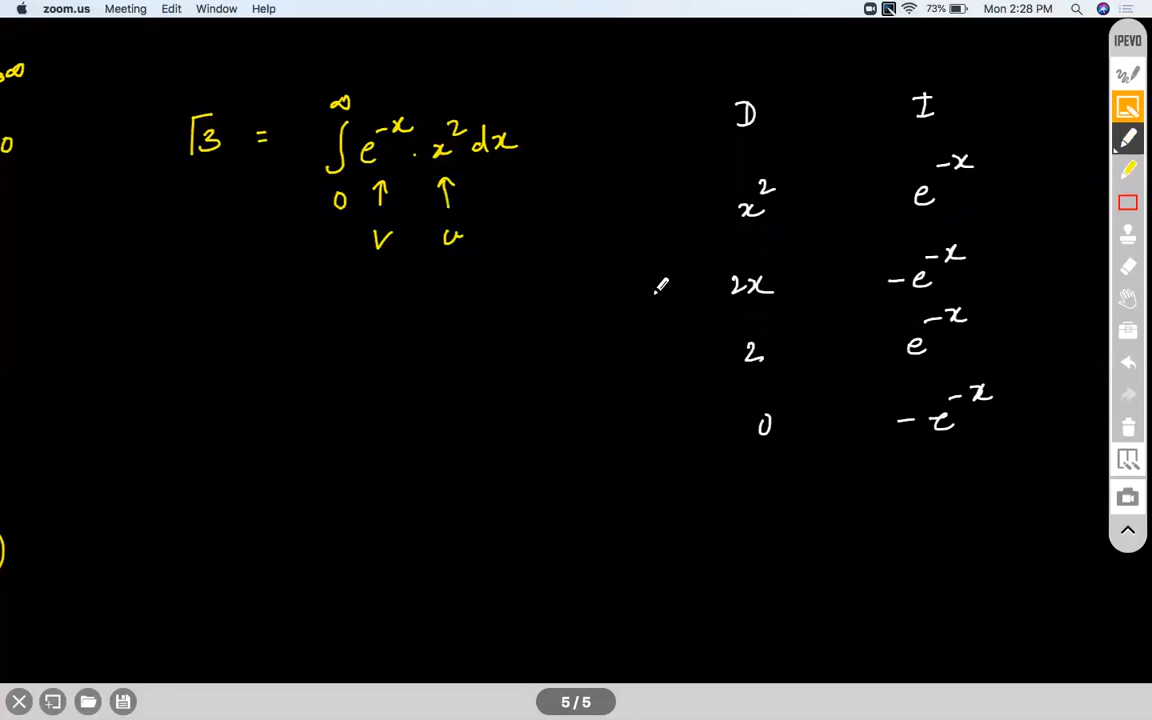 zoom.us Meeting Edit Window Help 73% Mon 2:28 PM
IPEVO
∞
0
Γ3 = ∫₀^∞ e^-x . x² dx
↑ ↑
v u
D I
x² e^-x
2x -e^-x
2 e^-x
0 -e^-x
)
5 / 5